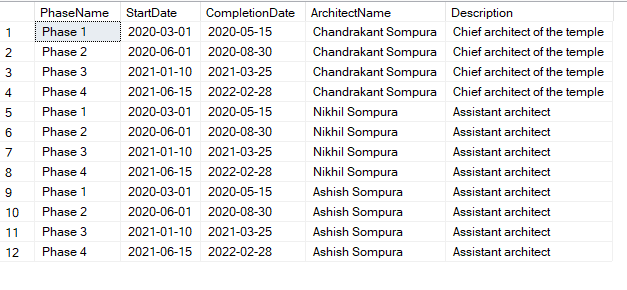 PhaseName StartDate CompletionDate ArchitectName Description
1 Phase 1 2020-03-01 2020-05-15 Chandrakant Sompura Chief architect of the temple
2 Phase 2 2020-06-01 2020-08-30 Chandrakant Sompura Chief architect of the temple
3 Phase 3 2021-01-10 2021-03-25 Chandrakant Sompura Chief architect of the temple
4 Phase 4 2021-06-15 2022-02-28 Chandrakant Sompura Chief architect of the temple
5 Phase 1 2020-03-01 2020-05-15 Nikhil Sompura Assistant architect
6 Phase 2 2020-06-01 2020-08-30 Nikhil Sompura Assistant architect
7 Phase 3 2021-01-10 2021-03-25 Nikhil Sompura Assistant architect
8 Phase 4 2021-06-15 2022-02-28 Nikhil Sompura Assistant architect
9 Phase 1 2020-03-01 2020-05-15 Ashish Sompura Assistant architect
10 Phase 2 2020-06-01 2020-08-30 Ashish Sompura Assistant architect
11 Phase 3 2021-01-10 2021-03-25 Ashish Sompura Assistant architect
12 Phase 4 2021-06-15 2022-02-28 Ashish Sompura Assistant architect